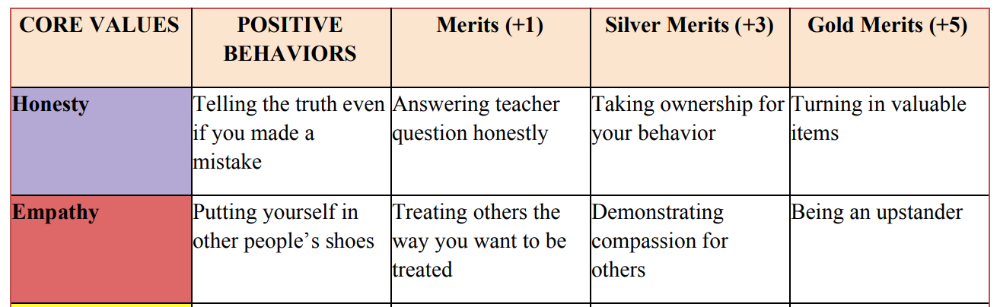 CORE VALUES
POSITIVE
BEHAVIORS
Merits (+1)
Silver Merits (+3)
Gold Merits (+5)
Honesty
Telling the truth even
if you made a
mistake
Answering teacher
question honestly
Taking ownership for
your behavior
Turning in valuable
items
Empathy
Putting yourself in
other people’s shoes
Treating others the
way you want to be
treated
Demonstrating
compassion for
others
Being an upstander